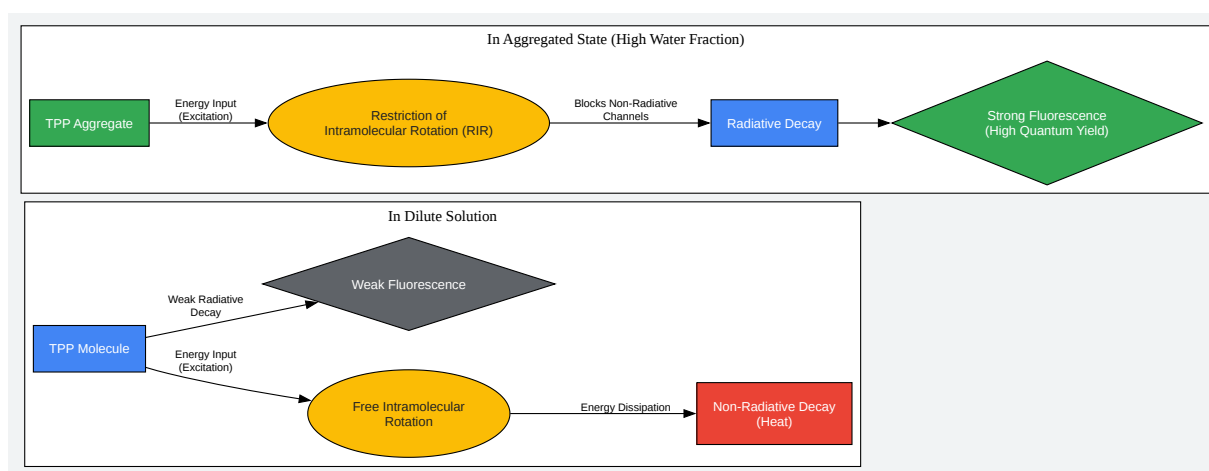 In Aggregated State (High Water Fraction)
TPP Aggregate
Energy Input
(Excitation)
Restriction of
Intramolecular Rotation (RIR)
Blocks Non-Radiative
Channels
Radiative Decay
Strong Fluorescence
(High Quantum Yield)
In Dilute Solution
TPP Molecule
Weak Radiative
Decay
Weak Fluorescence
Energy Input
(Excitation)
Free Intramolecular
Rotation
Energy Dissipation
Non-Radiative Decay
(Heat)